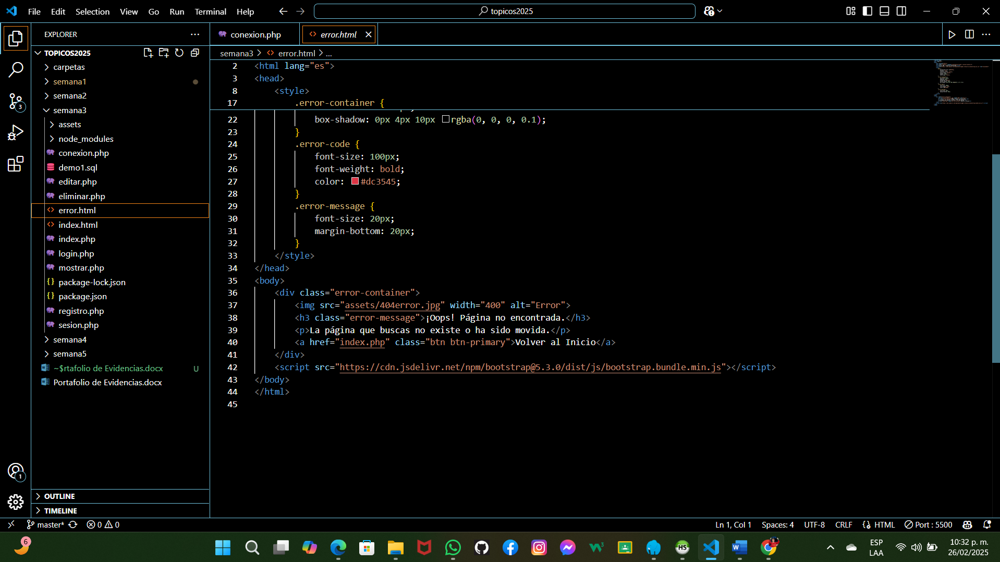 File Edit Selection View Go Run Terminal Help
topicos2025
EXPLORER
TOPICOS2025
carpetas
semana1
semana2
semana3
assets
node_modules
conexion.php
demo1.sql
editar.php
eliminar.php
error.html
index.html
index.php
login.php
mostrar.php
package-lock.json
package.json
registro.php
sesion.php
semana4
semana5
~$rtafolio de Evidencias.docx U
Portafolio de Evidencias.docx
OUTLINE
TIMELINE
3
1
conexion.php
error.html
semana3 > error.html > ...
2 <html lang="es">
3 <head>
8 <style>
17 .error-container {
22 box-shadow: 0px 4px 10px rgba(0, 0, 0, 0.1);
23 }
24 .error-code {
25 font-size: 100px;
26 font-weight: bold;
27 color: #dc3545;
28 }
29 .error-message {
30 font-size: 20px;
31 margin-bottom: 20px;
32 }
33 </style>
34 </head>
35 <body>
36 <div class="error-container">
37 <img src="assets/404error.jpg" width="400" alt="Error">
38 <h3 class="error-message">¡Oops! Página no encontrada.</h3>
39 <p>La página que buscas no existe o ha sido movida.</p>
40 <a href="index.php" class="btn btn-primary">Volver al Inicio</a>
41 </div>
42 <script src="https://cdn.jsdelivr.net/npm/bootstrap@5.3.0/dist/js/bootstrap.bundle.min.js"></script>
43 </body>
44 </html>
45
master* 0 0
Ln 1, Col 1 Spaces: 4 UTF-8 CRLF HTML Port : 5500
6
HS
ESP
LAA
10:32 p. m.
26/02/2025